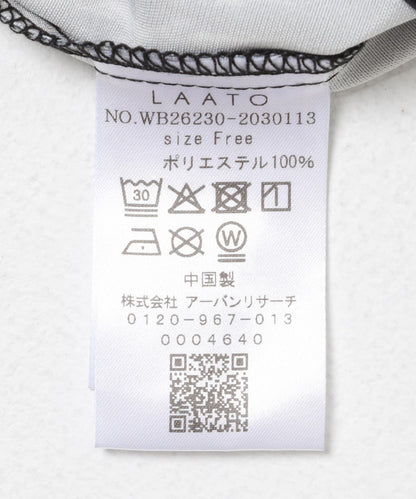 LAATO
NO.WB26230-2030113
size Free
ポリエステル100%
30
中国製
株式会社 アーバンリサーチ
0120-967-013
0004640